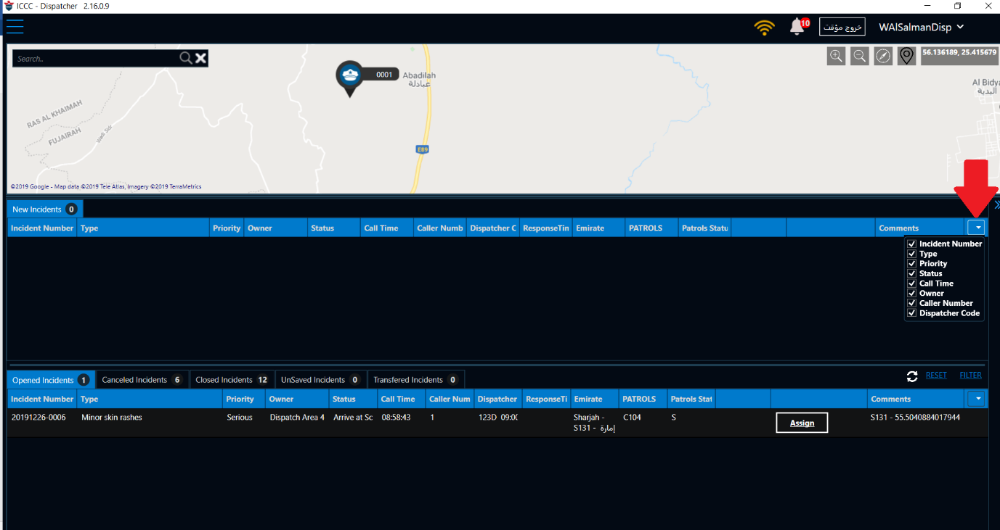 ICCC - Dispatcher 2.16.0.9
10
خروج مؤقت
WAlSalmanDisp
Search..
56.136189, 25.415679
0001
Abadilah
عبادلة
Al Bidya
البدية
RAS AL KHAIMAH
FUJAIRAH
Wadi Sidr
E89
©2019 Google - Map data ©2019 Tele Atlas, Imagery ©2019 TerraMetrics
New Incidents 0
Incident Number Type Priority Owner Status Call Time Caller Numb Dispatcher C ResponseTin Emirate PATROLS Patrols Statu Comments
Incident Number
Type
Priority
Status
Call Time
Owner
Caller Number
Dispatcher Code
Opened Incidents 1 Canceled Incidents 6 Closed Incidents 12 UnSaved Incidents 0 Transfered Incidents 0 RESET FILTER
Incident Number Type Priority Owner Status Call Time Caller Num Dispatcher ResponseTi Emirate PATROLS Patrols Stat Comments
20191226-0006 Minor skin rashes Serious Dispatch Area 4 Arrive at Sc 08:58:43 1 123D 09:00 Sharjah - C104 S Assign S131 - 55.5040884017944
S131 - إمارة